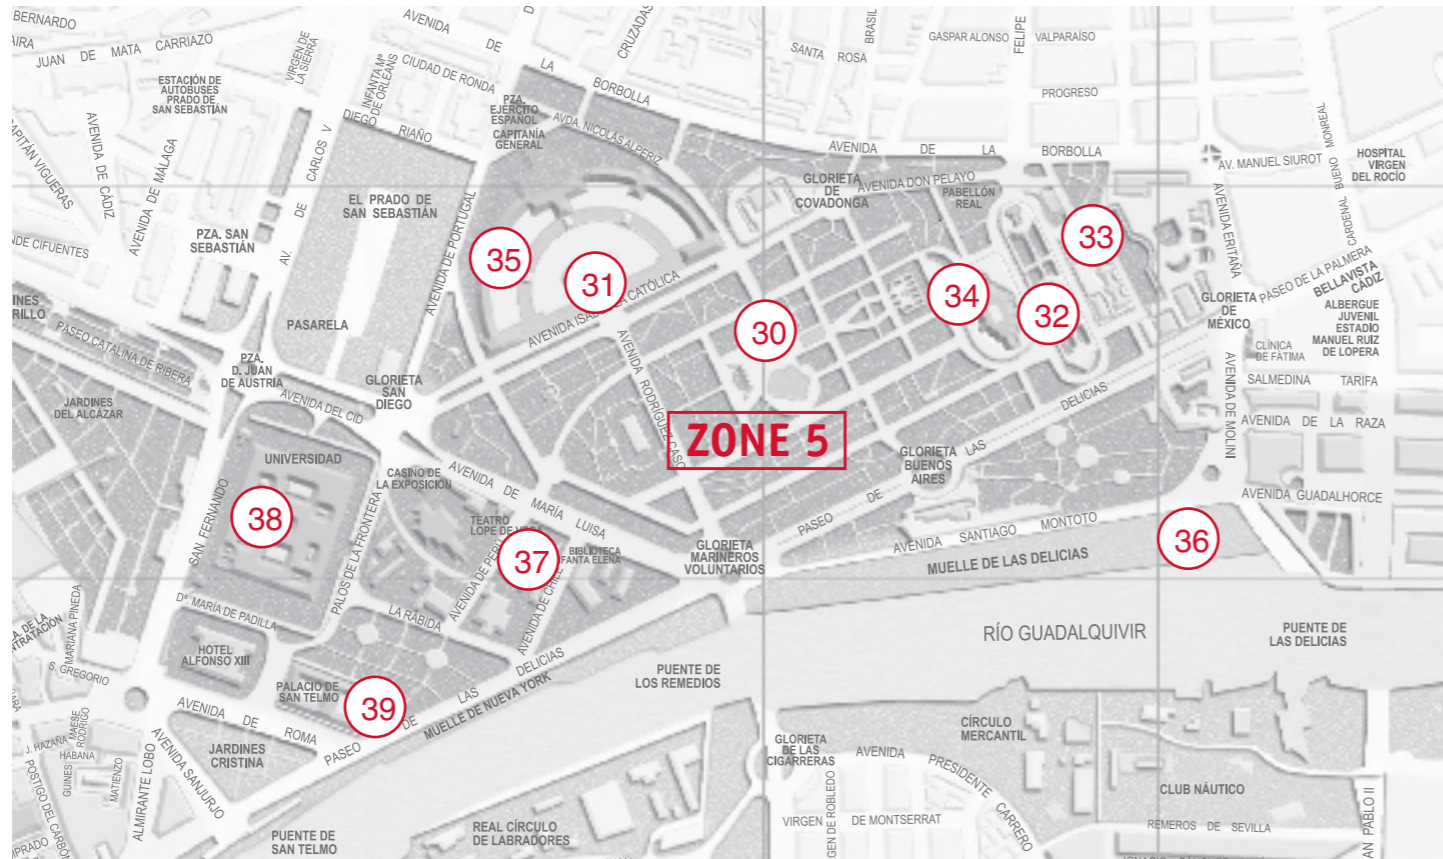 BERNARDO
JUAN DE MATA CARRIAZO
ESTACIÓN DE
AUTOBUSES
PRADO DE
SAN SEBASTIÁN
VIRGEN DE
LA SIERRA
INFANTA Mª
DE ORLEANS
AVENIDA DE LA BORBOLLA
CIUDAD DE RONDA
CRUZADAS
DIEGO RIAÑO
PZA.
EJÉRCITO
ESPAÑOL
CAPITANÍA
GENERAL
AVDA. NICOLÁS ALPERIZ
SANTA ROSA
BRASIL
GASPAR ALONSO
FELIPE
VALPARAÍSO
PROGRESO
AVENIDA DE LA BORBOLLA
AV. MANUEL SIUROT
CARDENAL BUENO MONREAL
HOSPITAL
VIRGEN
DEL ROCÍO
CAPITÁN VIGUERAS
AVENIDA DE CÁDIZ
AVENIDA DE MÁLAGA
AV. DE CARLOS V
EL PRADO DE
SAN SEBASTIÁN
PZA. SAN
SEBASTIÁN
AVENIDA DE PORTUGAL
GLORIETA
DE
COVADONGA
AVENIDA DON PELAYO
PABELLÓN
REAL
AVENIDA ERITAÑA
PASEO DE LA PALMERA
BELLAVISTA
CÁDIZ
DE CIFUENTES
35
31
33
34
32
30
AVENIDA ISABEL LA CATÓLICA
GLORIETA
DE
MÉXICO
ALBERGUE
JUVENIL
ESTADIO
MANUEL RUIZ
DE LOPERA
CLÍNICA
DE FÁTIMA
PASEO CATALINA DE RIBERA
PASARELA
PZA.
D. JUAN
DE AUSTRIA
GLORIETA
SAN
DIEGO
AVENIDA DEL CID
AVENIDA RODRÍGUEZ CASO
JARDINES
DEL ALCÁZAR
SALMEDINA TARIFA
AVENIDA DE LA RAZA
AVENIDA DE MOLINI
ZONE 5
UNIVERSIDAD
CASINO DE
LA EXPOSICIÓN
AVENIDA DE MARÍA LUISA
GLORIETA
BUENOS
AIRES
PASEO DE LAS DELICIAS
AVENIDA GUADALHORCE
SAN FERNANDO
38
PALOS DE LA FRONTERA
TEATRO
LOPE DE VEGA
37
BIBLIOTECA
INFANTA ELENA
GLORIETA
MARINEROS
VOLUNTARIOS
AVENIDA SANTIAGO MONTOTO
36
MUELLE DE LAS DELICIAS
AVENIDA DE PERÚ
AVENIDA DE CHILE
LA RÁBIDA
Dª. MARÍA DE PADILLA
MARIANA PINEDA
S. GREGORIO
HOTEL
ALFONSO XIII
PALACIO DE
SAN TELMO
39
PASEO DE LAS DELICIAS
MUELLE DE NUEVA YORK
RÍO GUADALQUIVIR
PUENTE DE
LAS DELICIAS
PUENTE DE
LOS REMEDIOS
AVENIDA DE ROMA
JARDINES
CRISTINA
AVENIDA SANJURJO
ALMIRANTE LOBO
J. HAZAÑA
MAESE
RODRIGO
HABANA
GUINES
MATIENZO
POSTIGO DEL CARBÓN
PUENTE DE
SAN TELMO
REAL CÍRCULO
DE LABRADORES
GLORIETA
DE LAS
CIGARRERAS
AVENIDA PRESIDENTE CARRERO
CÍRCULO
MERCANTIL
CLUB NÁUTICO
VIRGEN DE MONTSERRAT
REMEROS DE SEVILLA